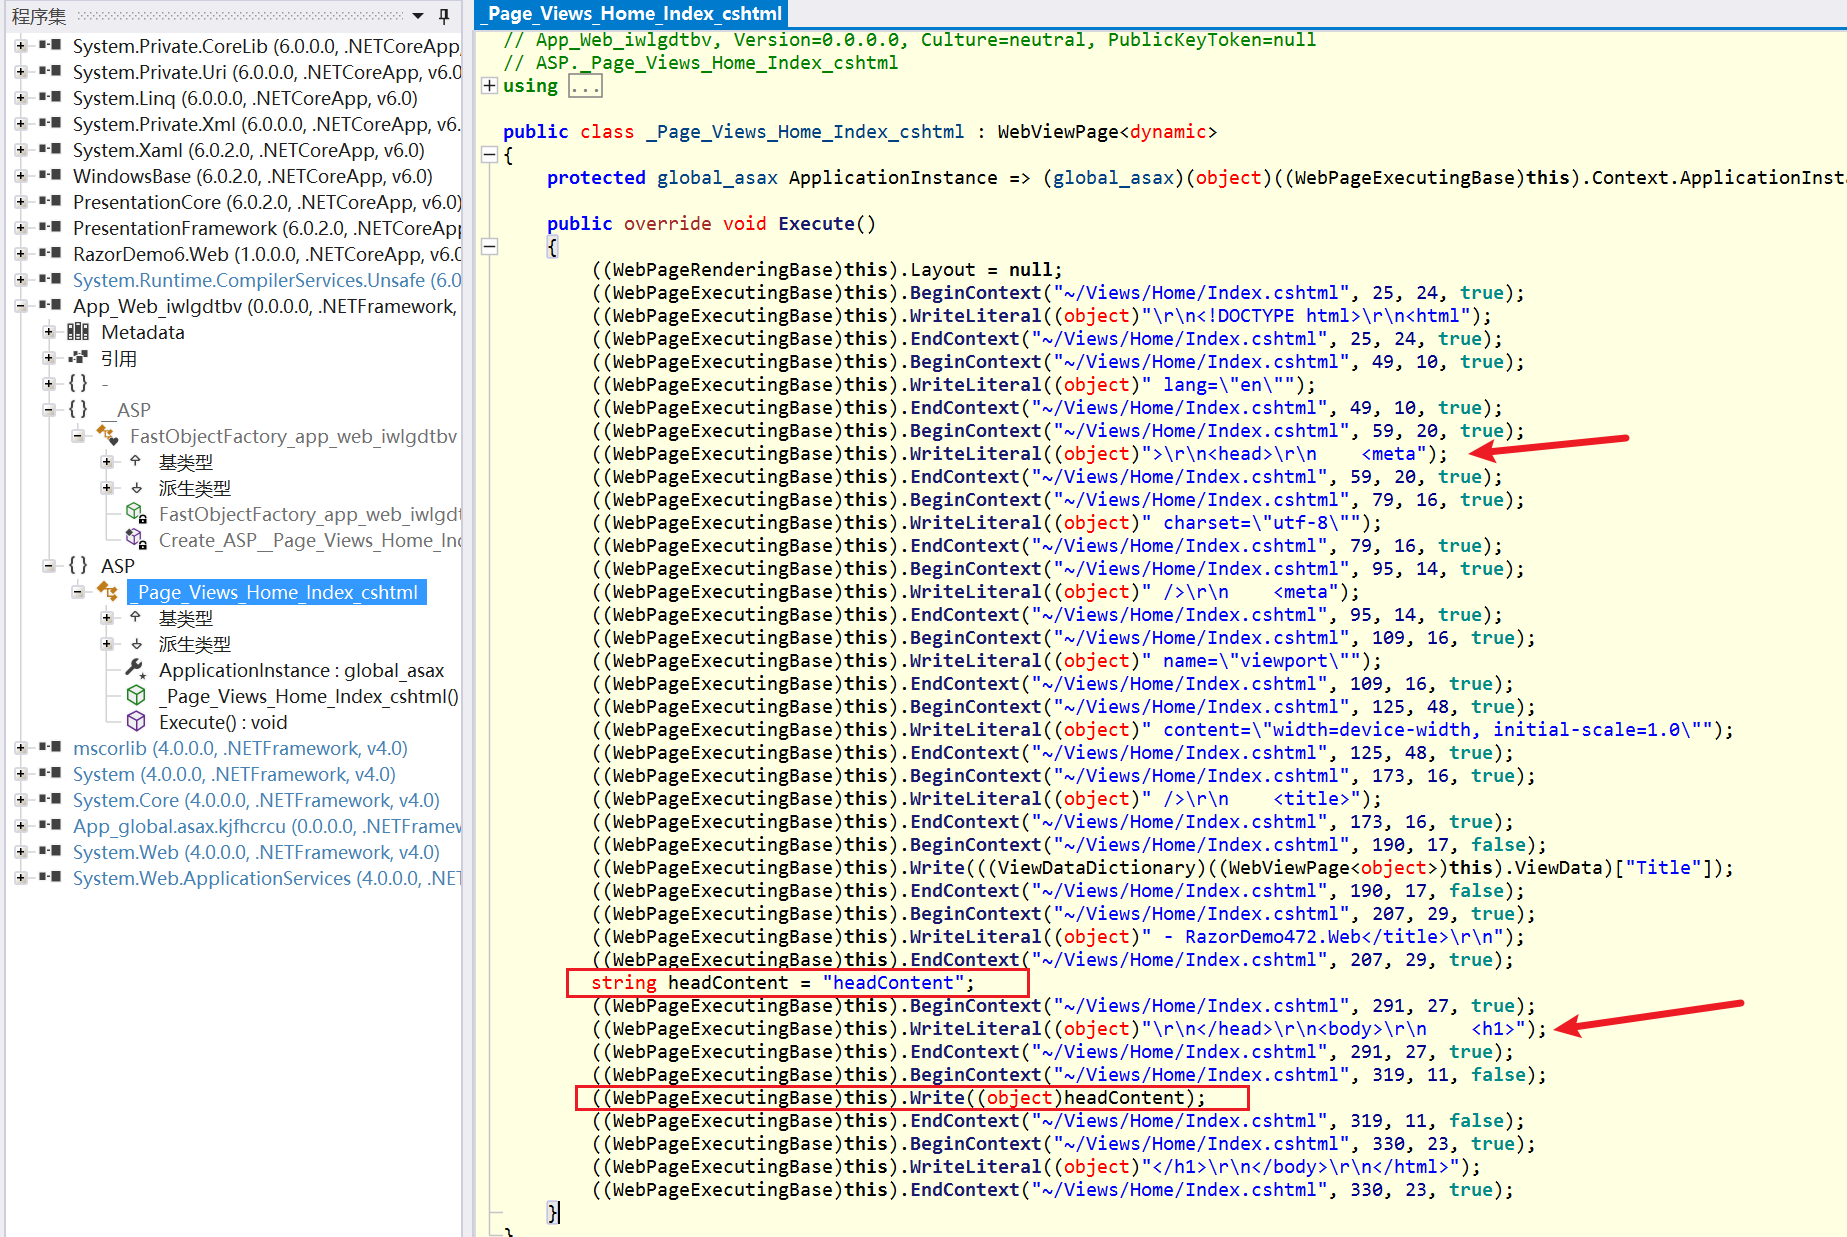 程序集
System.Private.CoreLib (6.0.0.0, .NETCoreApp,
System.Private.Uri (6.0.0.0, .NETCoreApp, v6.0
System.Linq (6.0.0.0, .NETCoreApp, v6.0)
System.Private.Xml (6.0.0.0, .NETCoreApp, v6.
System.Xaml (6.0.2.0, .NETCoreApp, v6.0)
WindowsBase (6.0.2.0, .NETCoreApp, v6.0)
PresentationCore (6.0.2.0, .NETCoreApp, v6.0)
PresentationFramework (6.0.2.0, .NETCoreApp
RazorDemo6.Web (1.0.0.0, .NETCoreApp, v6.0
System.Runtime.CompilerServices.Unsafe (6.0
App_Web_iwlgdtbv (0.0.0.0, .NETFramework,
Metadata
引用
{ } -
{ } __ASP
FastObjectFactory_app_web_iwlgdtbv
基类型
派生类型
FastObjectFactory_app_web_iwlgdt
Create_ASP__Page_Views_Home_In
{ } ASP
_Page_Views_Home_Index_cshtml
基类型
派生类型
ApplicationInstance : global_asax
_Page_Views_Home_Index_cshtml()
Execute() : void
mscorlib (4.0.0.0, .NETFramework, v4.0)
System (4.0.0.0, .NETFramework, v4.0)
System.Core (4.0.0.0, .NETFramework, v4.0)
App_global.asax.kjfhcrcu (0.0.0.0, .NETFramew
System.Web (4.0.0.0, .NETFramework, v4.0)
System.Web.ApplicationServices (4.0.0.0, .NET
_Page_Views_Home_Index_cshtml
// App_Web_iwlgdtbv, Version=0.0.0.0, Culture=neutral, PublicKeyToken=null
// ASP._Page_Views_Home_Index_cshtml
using ...
public class _Page_Views_Home_Index_cshtml : WebViewPage<dynamic>
{
protected global_asax ApplicationInstance => (global_asax)(object)((WebPageExecutingBase)this).Context.ApplicationInsta
public override void Execute()
{
((WebPageRenderingBase)this).Layout = null;
((WebPageExecutingBase)this).BeginContext("~/Views/Home/Index.cshtml", 25, 24, true);
((WebPageExecutingBase)this).WriteLiteral((object)"\r\n<!DOCTYPE html>\r\n<html");
((WebPageExecutingBase)this).EndContext("~/Views/Home/Index.cshtml", 25, 24, true);
((WebPageExecutingBase)this).BeginContext("~/Views/Home/Index.cshtml", 49, 10, true);
((WebPageExecutingBase)this).WriteLiteral((object)" lang=\"en\"");
((WebPageExecutingBase)this).EndContext("~/Views/Home/Index.cshtml", 49, 10, true);
((WebPageExecutingBase)this).BeginContext("~/Views/Home/Index.cshtml", 59, 20, true);
((WebPageExecutingBase)this).WriteLiteral((object)">\r\n<head>\r\n    <meta");
((WebPageExecutingBase)this).EndContext("~/Views/Home/Index.cshtml", 59, 20, true);
((WebPageExecutingBase)this).BeginContext("~/Views/Home/Index.cshtml", 79, 16, true);
((WebPageExecutingBase)this).WriteLiteral((object)" charset=\"utf-8\"");
((WebPageExecutingBase)this).EndContext("~/Views/Home/Index.cshtml", 79, 16, true);
((WebPageExecutingBase)this).BeginContext("~/Views/Home/Index.cshtml", 95, 14, true);
((WebPageExecutingBase)this).WriteLiteral((object)" />\r\n    <meta");
((WebPageExecutingBase)this).EndContext("~/Views/Home/Index.cshtml", 95, 14, true);
((WebPageExecutingBase)this).BeginContext("~/Views/Home/Index.cshtml", 109, 16, true);
((WebPageExecutingBase)this).WriteLiteral((object)" name=\"viewport\"");
((WebPageExecutingBase)this).EndContext("~/Views/Home/Index.cshtml", 109, 16, true);
((WebPageExecutingBase)this).BeginContext("~/Views/Home/Index.cshtml", 125, 48, true);
((WebPageExecutingBase)this).WriteLiteral((object)" content=\"width=device-width, initial-scale=1.0\"");
((WebPageExecutingBase)this).EndContext("~/Views/Home/Index.cshtml", 125, 48, true);
((WebPageExecutingBase)this).BeginContext("~/Views/Home/Index.cshtml", 173, 16, true);
((WebPageExecutingBase)this).WriteLiteral((object)" />\r\n    <title>");
((WebPageExecutingBase)this).EndContext("~/Views/Home/Index.cshtml", 173, 16, true);
((WebPageExecutingBase)this).BeginContext("~/Views/Home/Index.cshtml", 190, 17, false);
((WebPageExecutingBase)this).Write(((ViewDataDictionary)((WebViewPage<object>)this).ViewData)["Title"]);
((WebPageExecutingBase)this).EndContext("~/Views/Home/Index.cshtml", 190, 17, false);
((WebPageExecutingBase)this).BeginContext("~/Views/Home/Index.cshtml", 207, 29, true);
((WebPageExecutingBase)this).WriteLiteral((object)" - RazorDemo472.Web</title>\r\n");
((WebPageExecutingBase)this).EndContext("~/Views/Home/Index.cshtml", 207, 29, true);
string headContent = "headContent";
((WebPageExecutingBase)this).BeginContext("~/Views/Home/Index.cshtml", 291, 27, true);
((WebPageExecutingBase)this).WriteLiteral((object)"\r\n</head>\r\n<body>\r\n    <h1>");
((WebPageExecutingBase)this).EndContext("~/Views/Home/Index.cshtml", 291, 27, true);
((WebPageExecutingBase)this).BeginContext("~/Views/Home/Index.cshtml", 319, 11, false);
((WebPageExecutingBase)this).Write((object)headContent);
((WebPageExecutingBase)this).EndContext("~/Views/Home/Index.cshtml", 319, 11, false);
((WebPageExecutingBase)this).BeginContext("~/Views/Home/Index.cshtml", 330, 23, true);
((WebPageExecutingBase)this).WriteLiteral((object)"</h1>\r\n</body>\r\n</html>");
((WebPageExecutingBase)this).EndContext("~/Views/Home/Index.cshtml", 330, 23, true);
}
}